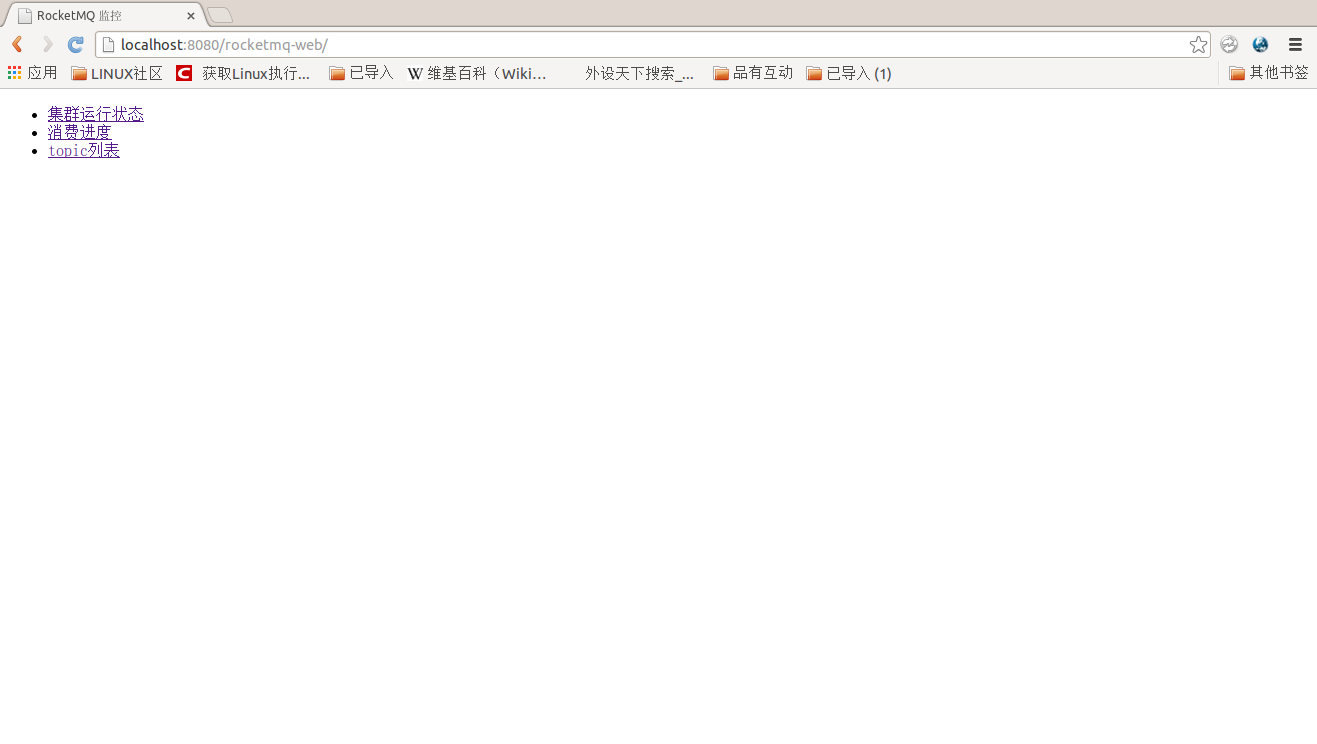 RocketMQ 监控
localhost:8080/rocketmq-web/
应用 LINUX社区 获取Linux执行... 已导入 维基百科（Wiki... 外设天下搜索_... 品有互动 已导入 (1) 其他书签
集群运行状态
消费进度
topic列表